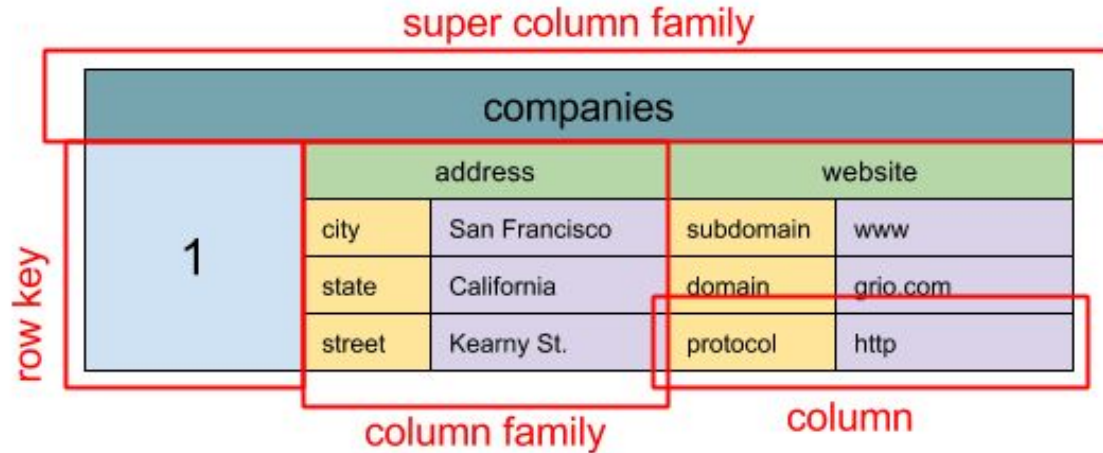 super column family
companies
address website
city San Francisco subdomain www
1
state California domain grio.com
street Kearny St. protocol http
row key
column family
column